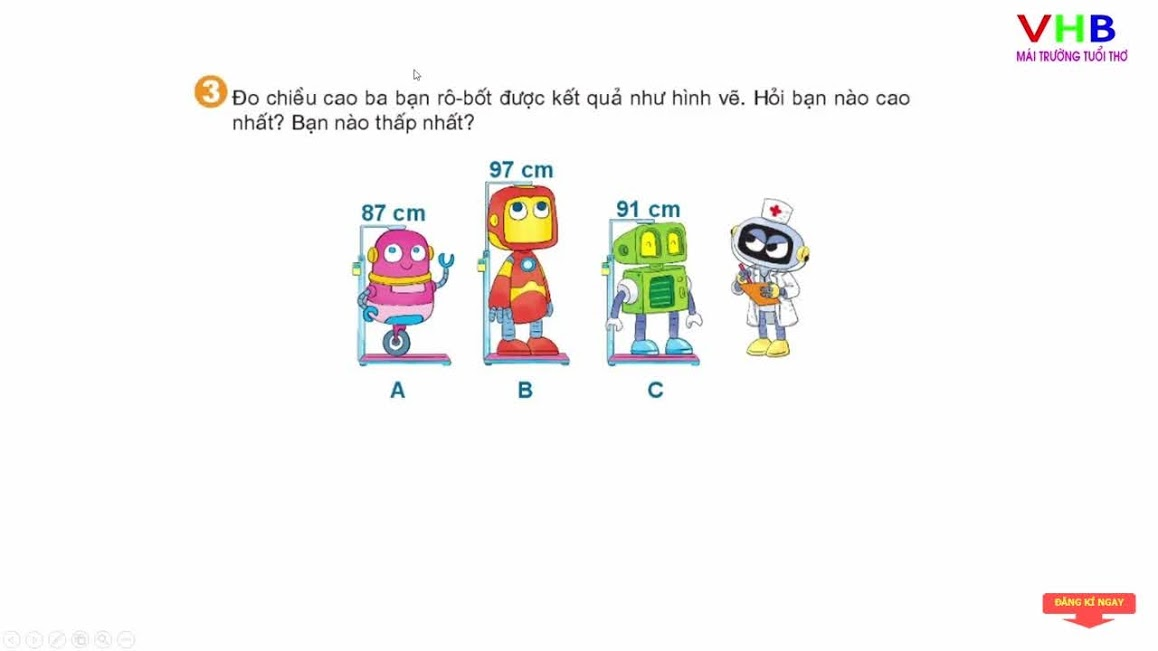 VHB
MÁI TRƯỜNG TUỔI THƠ
3 Đo chiều cao ba bạn rô-bốt được kết quả như hình vẽ. Hỏi bạn nào cao
nhất? Bạn nào thấp nhất?
97 cm
87 cm
91 cm
A B C
ĐĂNG KÍ NGAY